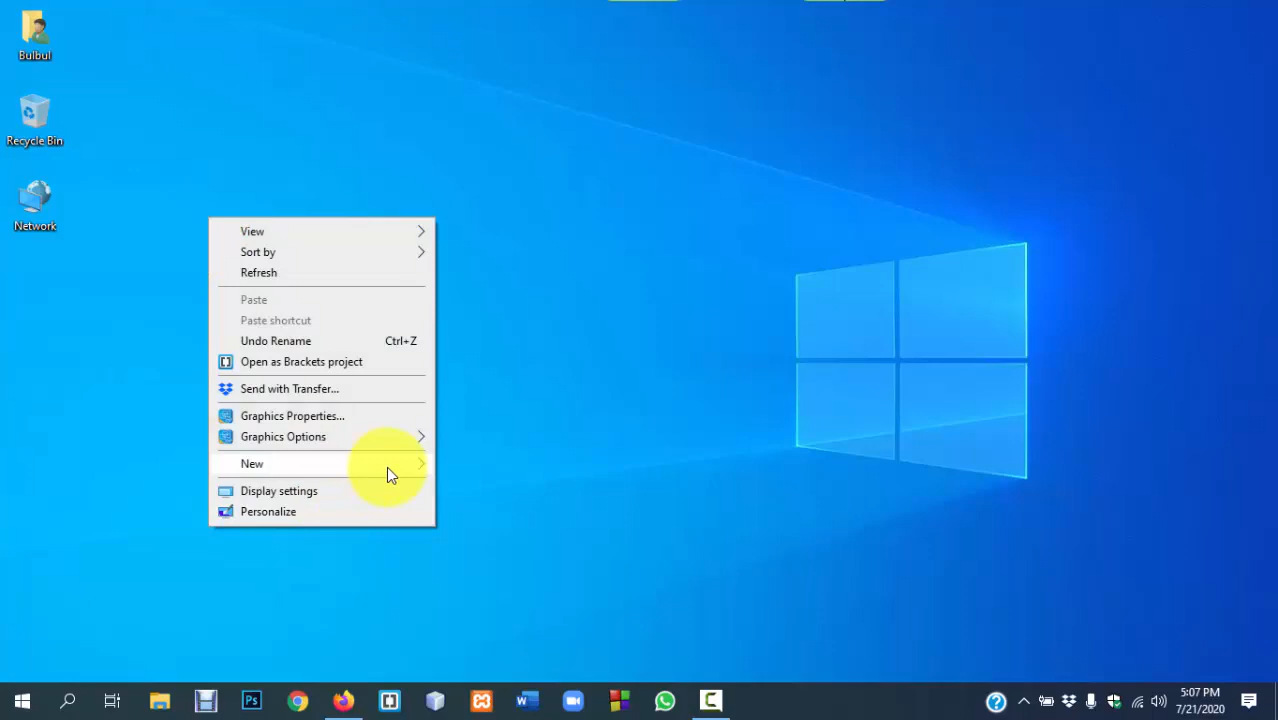 Bulbul
Recycle Bin
Network
View
Sort by
Refresh
Paste
Paste shortcut
Undo Rename Ctrl+Z
Open as Brackets project
Send with Transfer...
Graphics Properties...
Graphics Options
New
Display settings
Personalize
Ps
5:07 PM
7/21/2020